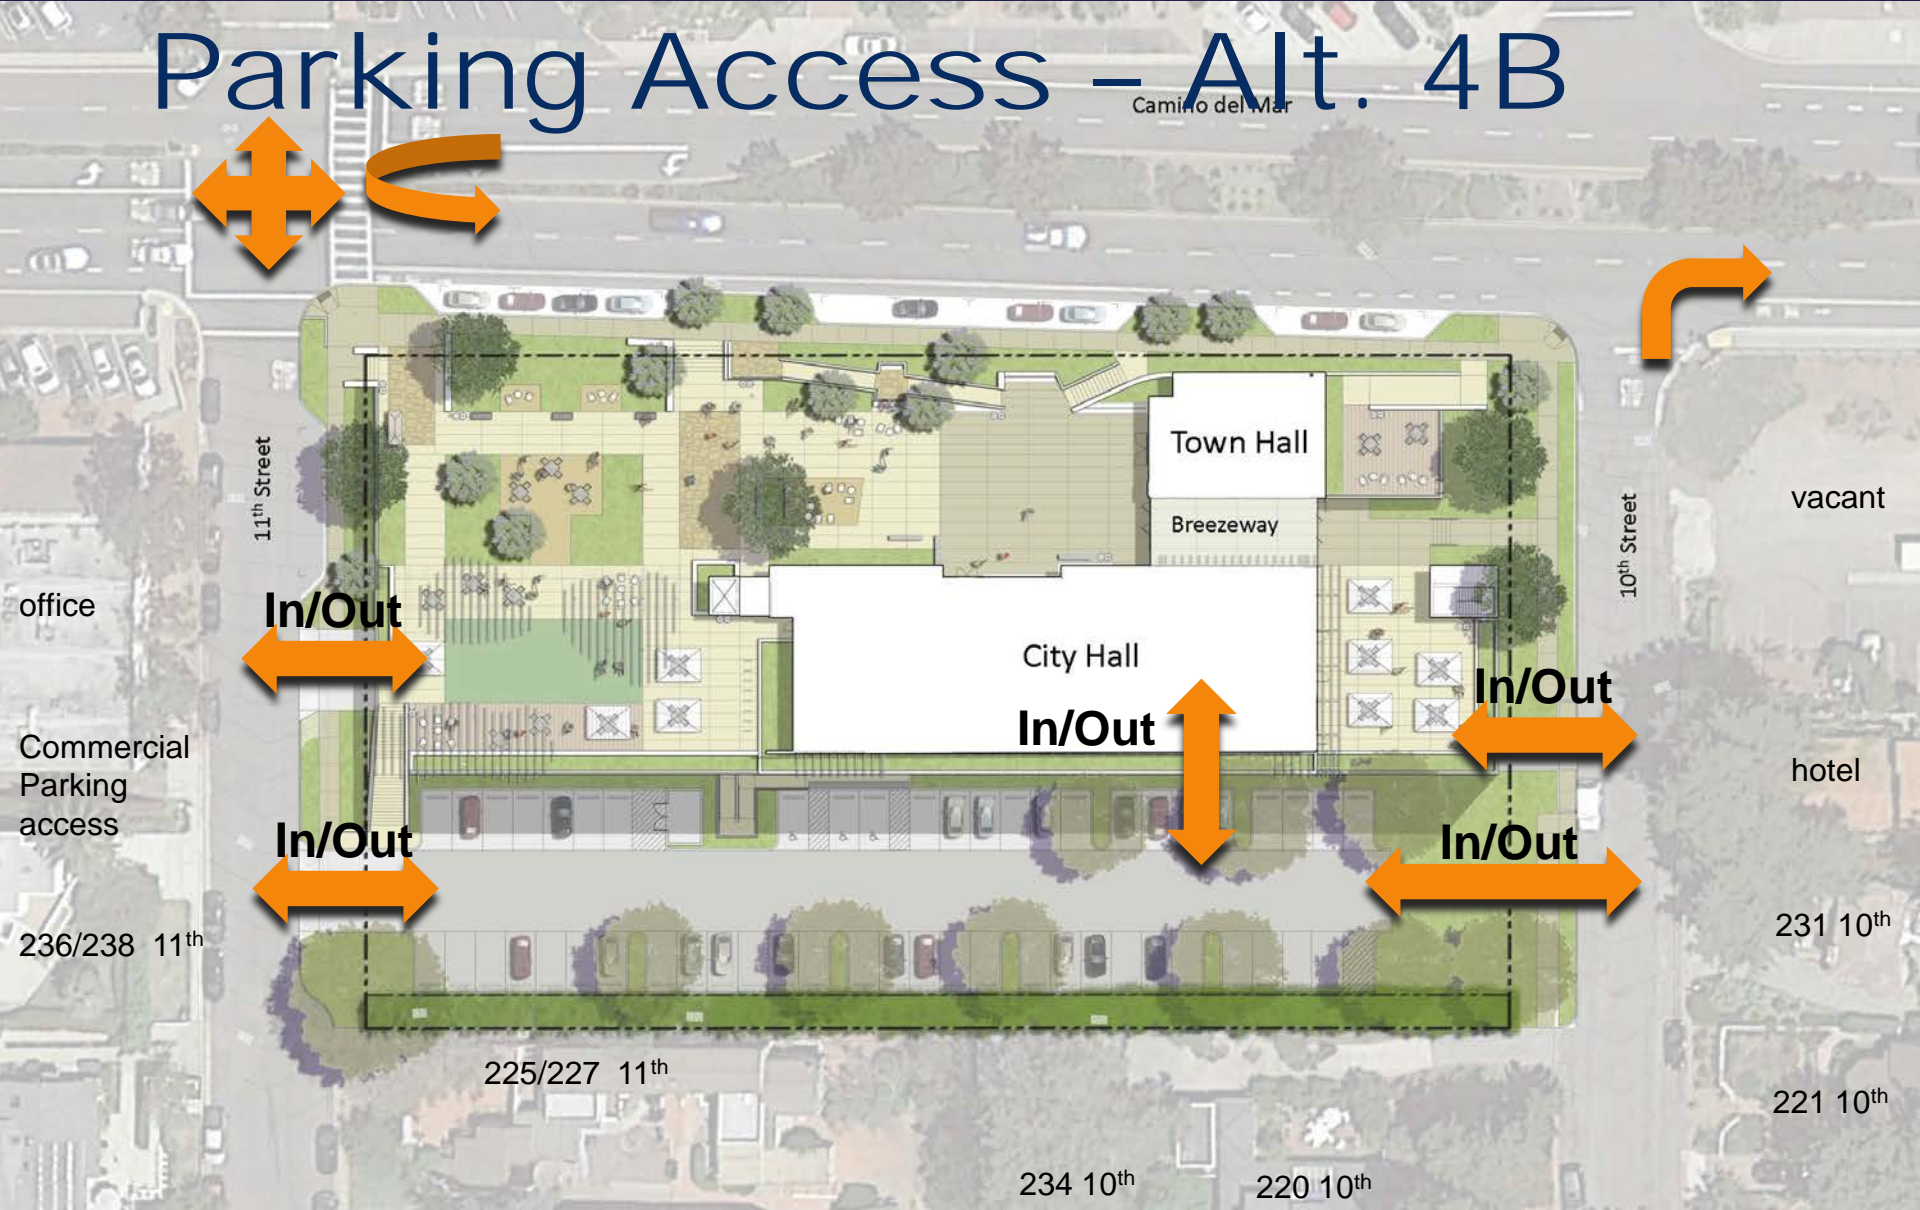 Parking Access – Alt. 4B
Camino del Mar
11th Street
Town Hall
Breezeway
10th Street
vacant
office
In/Out
City Hall
In/Out
In/Out
Commercial
Parking
access
hotel
In/Out
In/Out
236/238 11th
231 10th
225/227 11th
221 10th
234 10th
220 10th